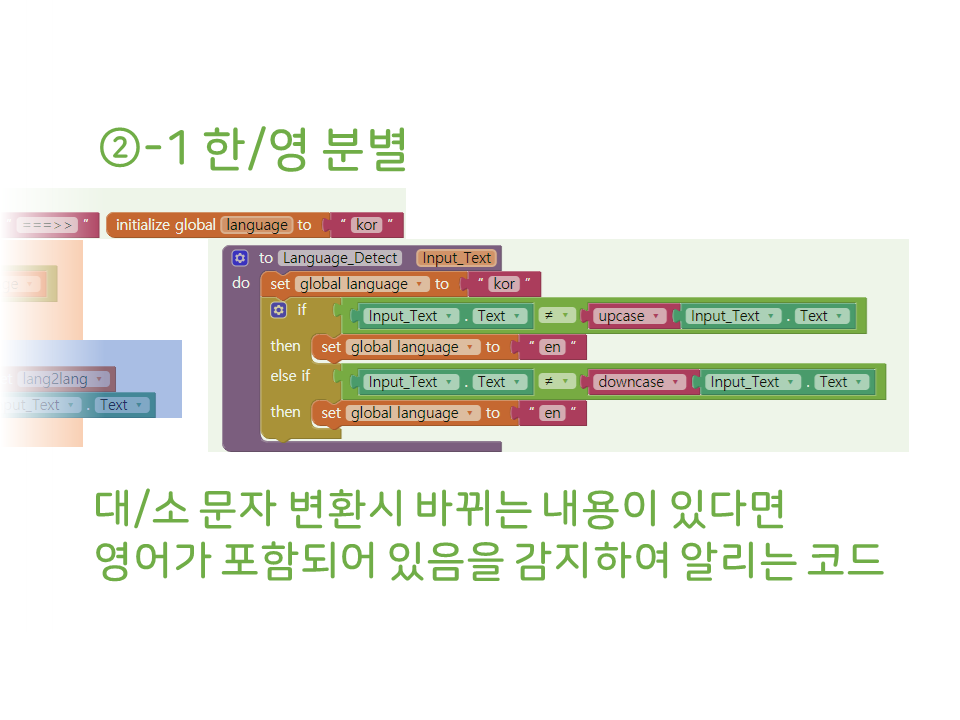 ②-1 한/영 분별
" ===>> " initialize global language to " kor "
to Language_Detect Input_Text
do set global language to " kor "
if Input_Text . Text ≠ upcase Input_Text . Text
then set global language to " en "
else if Input_Text . Text ≠ downcase Input_Text . Text
lang2lang
then set global language to " en "
Text . Text
대/소 문자 변환시 바뀌는 내용이 있다면
영어가 포함되어 있음을 감지하여 알리는 코드